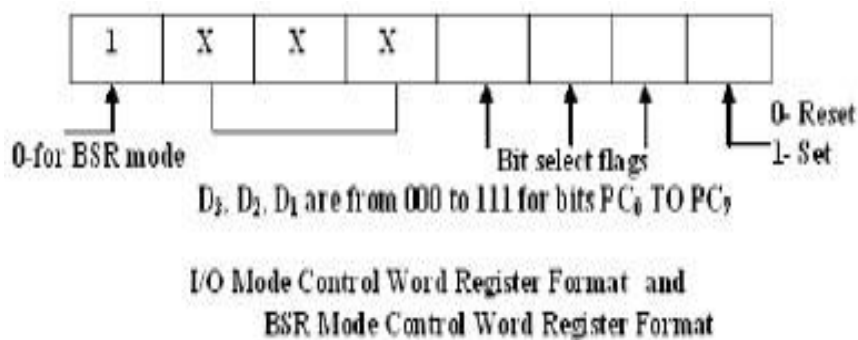 1 X X X
0- Reset
0-for BSR mode Bit select flags 1- Set
D₃, D₂, D₁ are from 000 to 111 for bits PC₀ TO PC₇
I/O Mode Control Word Register Format and
BSR Mode Control Word Register Format